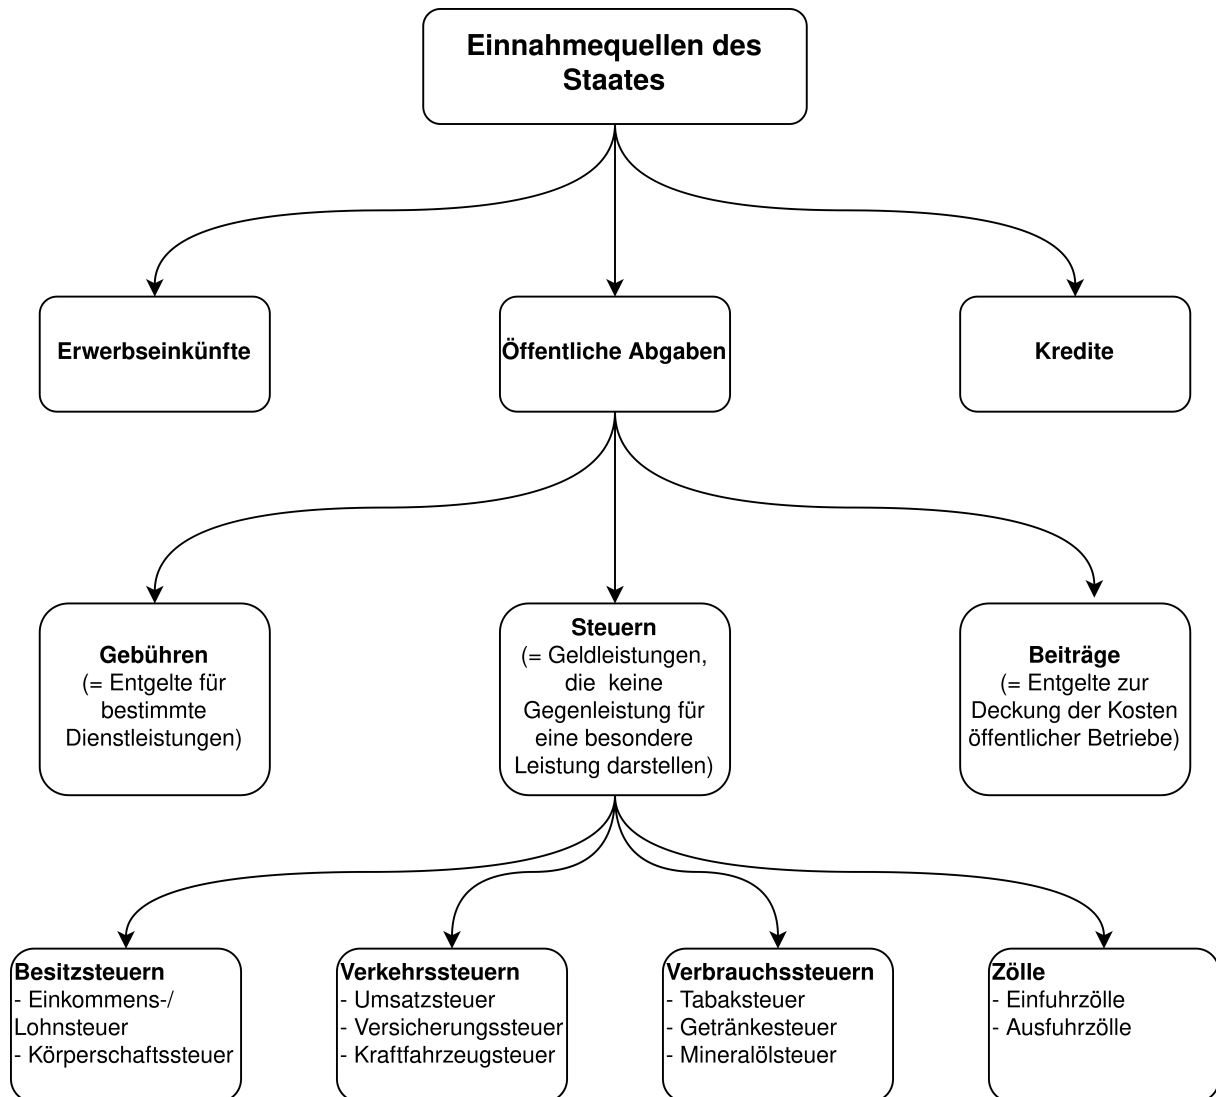 Einnahmequellen des
Staates
Erwerbseinkünfte
Öffentliche Abgaben
Kredite
Gebühren
(= Entgelte für
bestimmte
Dienstleistungen)
Steuern
(= Geldleistungen,
die keine
Gegenleistung für
eine besondere
Leistung darstellen)
Beiträge
(= Entgelte zur
Deckung der Kosten
öffentlicher Betriebe)
Besitzsteuern
- Einkommens-/
Lohnsteuer
- Körperschaftssteuer
Verkehrssteuern
- Umsatzsteuer
- Versicherungssteuer
- Kraftfahrzeugsteuer
Verbrauchssteuern
- Tabaksteuer
- Getränkesteuer
- Mineralölsteuer
Zölle
- Einfuhrzölle
- Ausfuhrzölle